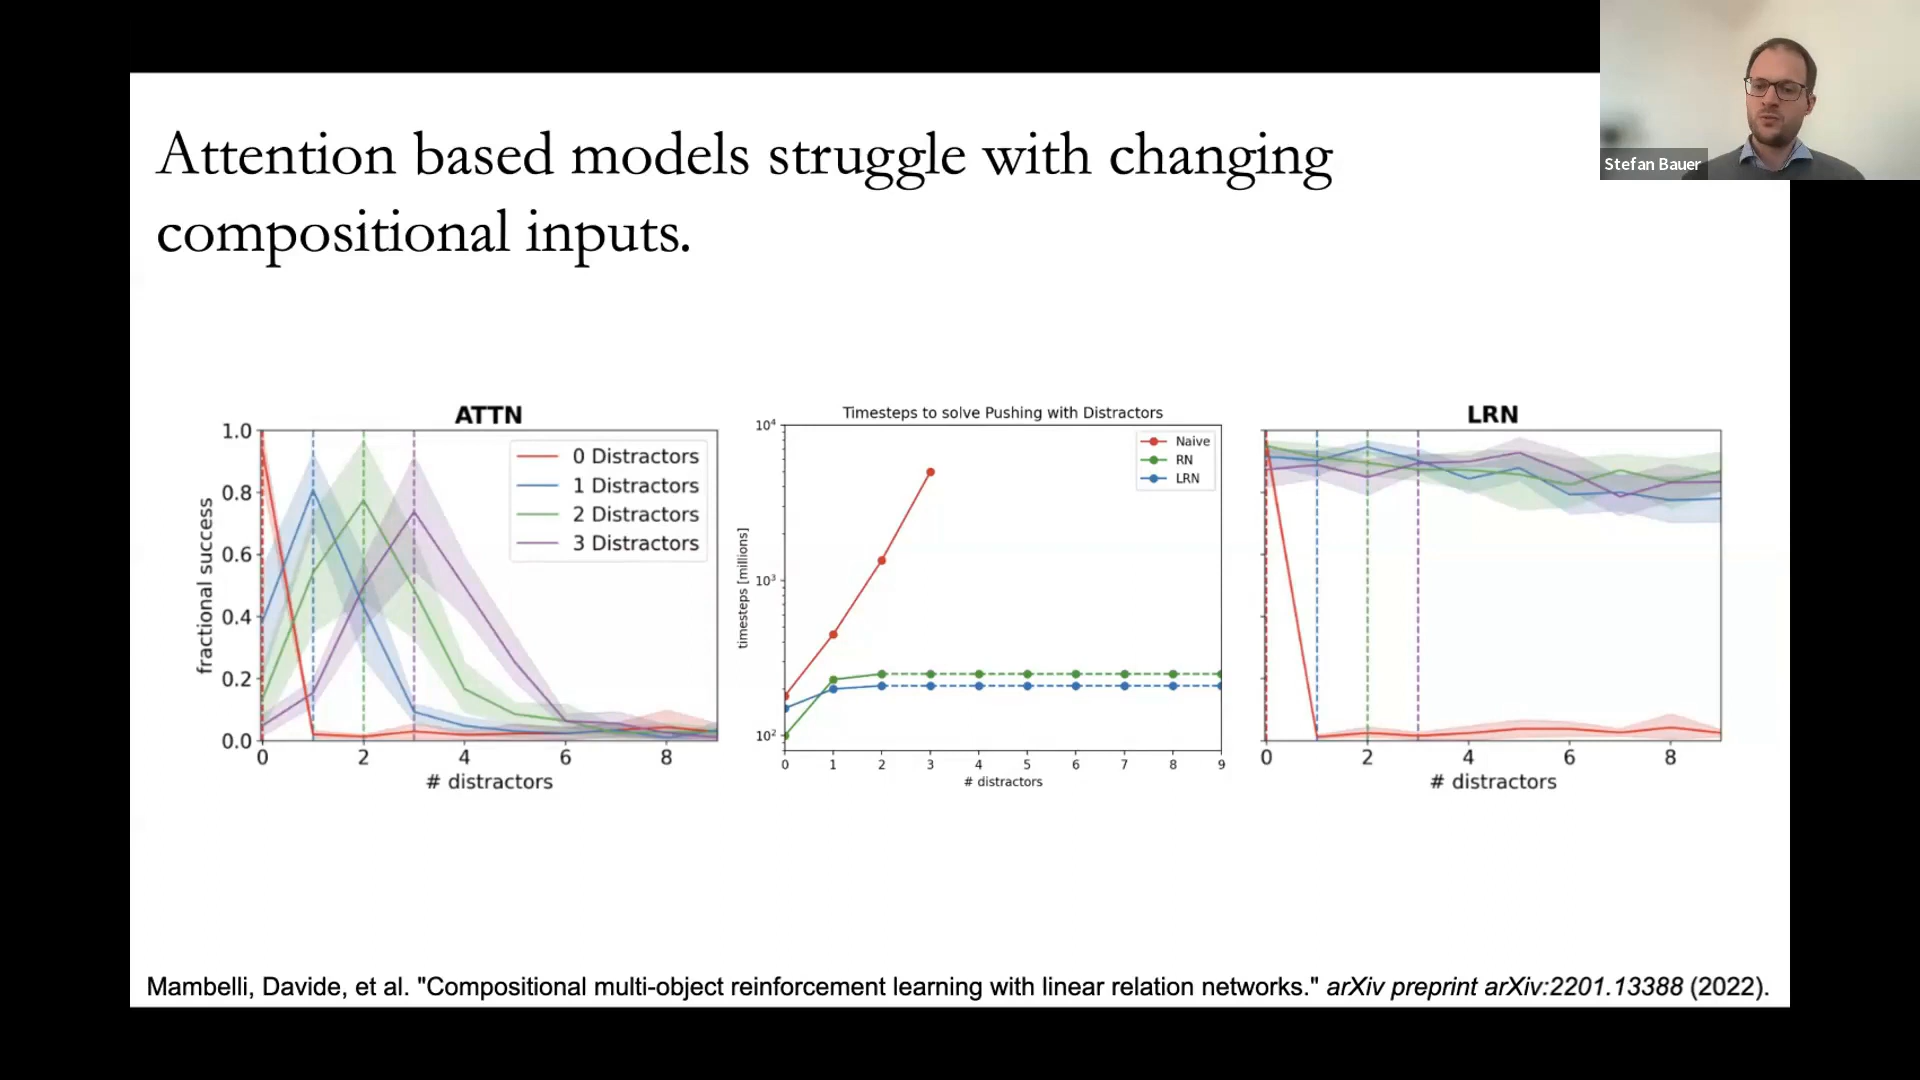 Stefan Bauer
Attention based models struggle with changing
compositional inputs.
ATTN
fractional success
1.0
0.8
0.6
0.4
0.2
0.0
0 Distractors
1 Distractors
2 Distractors
3 Distractors
0 2 4 6 8
# distractors
Timesteps to solve Pushing with Distractors
timesteps [millions]
10⁴
10³
10²
Naive
RN
LRN
0 1 2 3 4 5 6 7 8 9
# distractors
LRN
0 2 4 6 8
# distractors
Mambelli, Davide, et al. "Compositional multi-object reinforcement learning with linear relation networks." arXiv preprint arXiv:2201.13388 (2022).